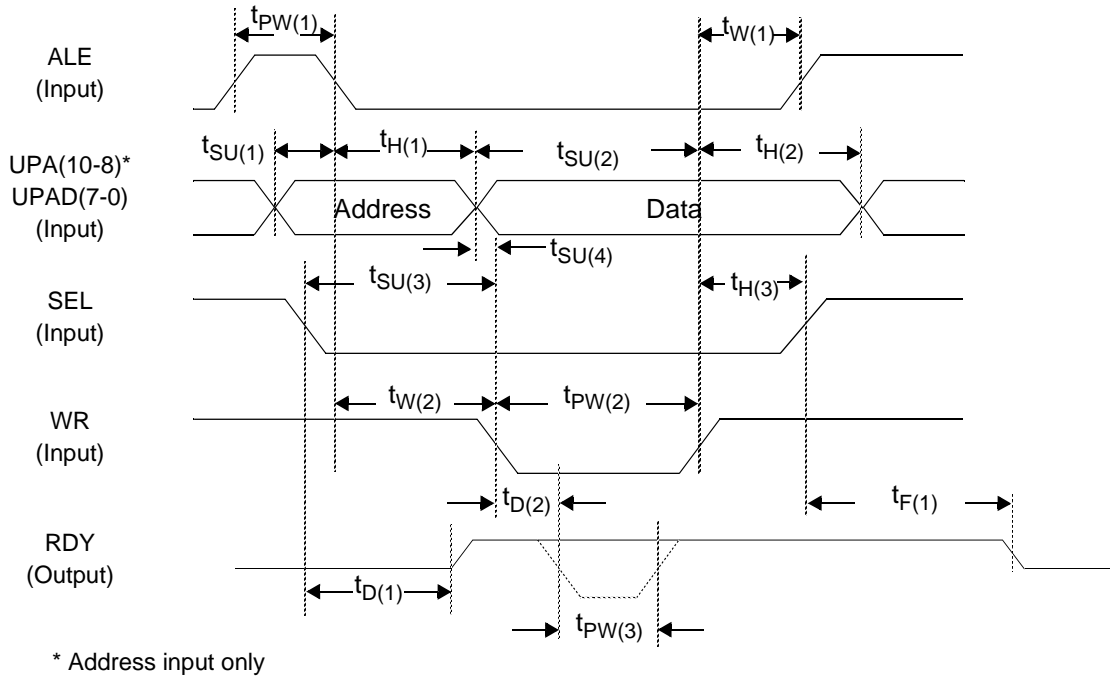 tPW(1)
tW(1)
ALE
(Input)
tSU(1)
tH(1)
tSU(2)
tH(2)
UPA(10-8)*
UPAD(7-0)
(Input)
Address
Data
tSU(4)
tSU(3)
tH(3)
SEL
(Input)
tW(2)
tPW(2)
WR
(Input)
tD(2)
tF(1)
RDY
(Output)
tD(1)
tPW(3)
* Address input only